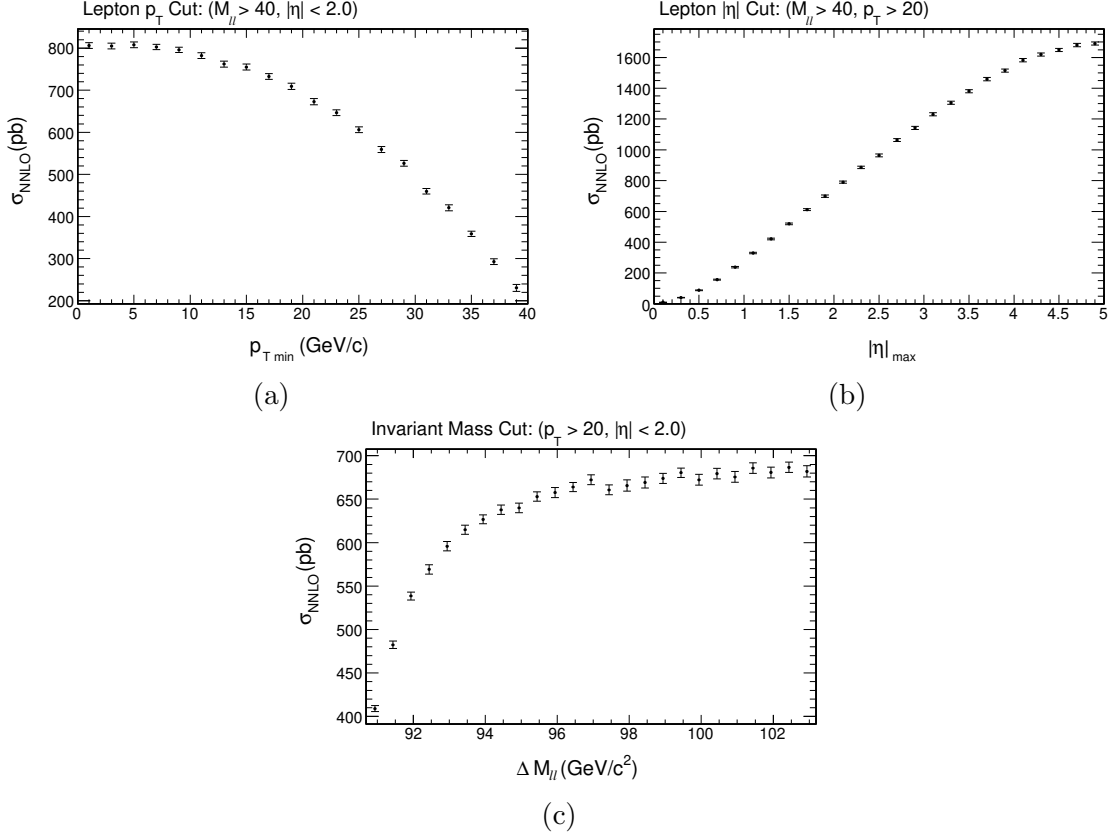 Lepton p_T Cut: (M_ll > 40, |η| < 2.0)
800
700
600
500
400
300
200
0 5 10 15 20 25 30 35 40
σ_NNLO(pb)
p_T min (GeV/c)
(a)
Lepton |η| Cut: (M_ll > 40, p_T > 20)
1600
1400
1200
1000
800
600
400
200
0
0 0.5 1 1.5 2 2.5 3 3.5 4 4.5 5
σ_NNLO(pb)
|η|_max
(b)
Invariant Mass Cut: (p_T > 20, |η| < 2.0)
700
650
600
550
500
450
400
92 94 96 98 100 102
σ_NNLO(pb)
Δ M_ll (GeV/c²)
(c)